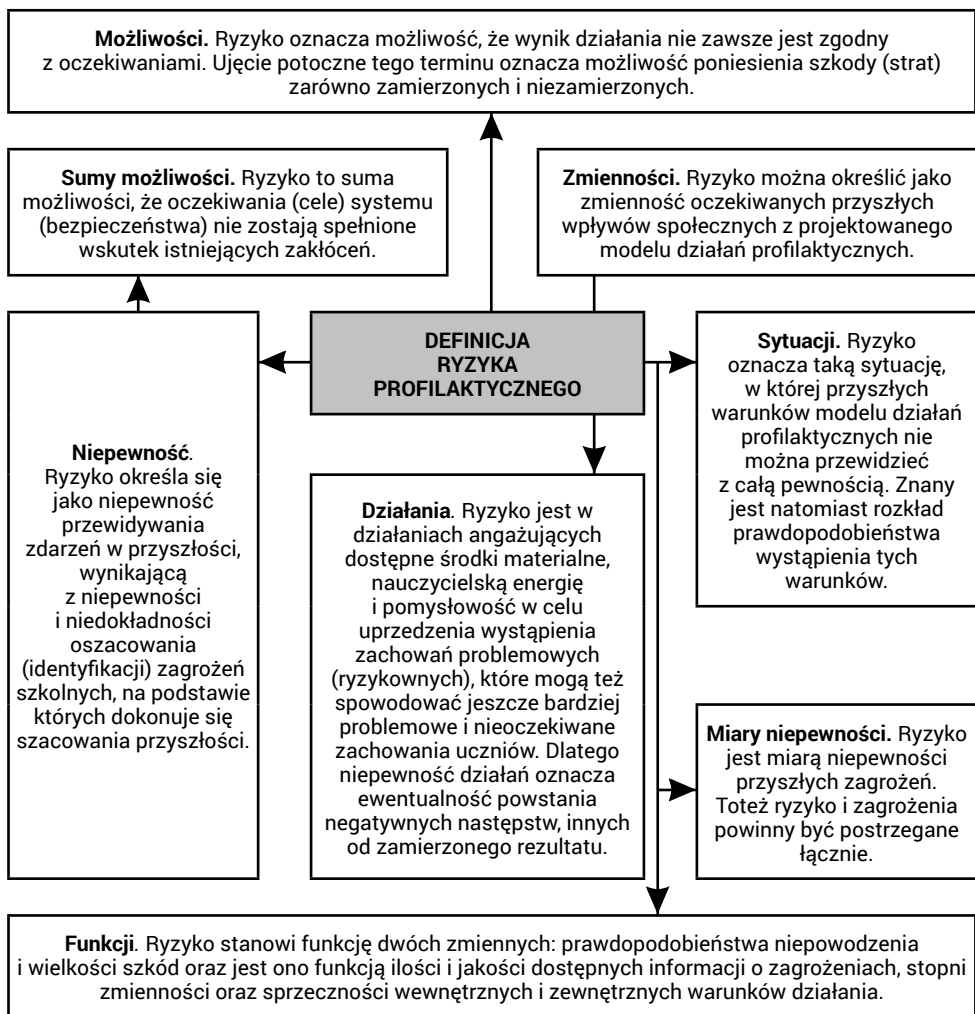 Możliwości. Ryzyko oznacza możliwość, że wynik działania nie zawsze jest zgodny
z oczekiwaniami. Ujęcie potoczne tego terminu oznacza możliwość poniesienia szkody (strat)
zarówno zamierzonych i niezamierzonych.
Sumy możliwości. Ryzyko to suma
możliwości, że oczekiwania (cele) systemu
(bezpieczeństwa) nie zostają spełnione
wskutek istniejących zakłóceń.
Zmienności. Ryzyko można określić jako
zmienność oczekiwanych przyszłych
wpływów społecznych z projektowanego
modelu działań profilaktycznych.
Niepewność.
Ryzyko określa się
jako niepewność
przewidywania
zdarzeń w przyszłości,
wynikającą
z niepewności
i niedokładności
oszacowania
(identyfikacji) zagrożeń
szkolnych, na podstawie
których dokonuje się
szacowania przyszłości.
DEFINICJA
RYZYKA
PROFILAKTYCZNEGO
Sytuacji. Ryzyko
oznacza taką sytuację,
w której przyszłych
warunków modelu działań
profilaktycznych nie
można przewidzieć
z całą pewnością. Znany
jest natomiast rozkład
prawdopodobieństwa
wystąpienia tych
warunków.
Działania. Ryzyko jest w
działaniach angażujących
dostępne środki materialne,
nauczycielską energię
i pomysłowość w celu
uprzedzenia wystąpienia
zachowań problemowych
(ryzykownych), które mogą też
spowodować jeszcze bardziej
problemowe i nieoczekiwane
zachowania uczniów. Dlatego
niepewność działań oznacza
ewentualność powstania
negatywnych następstw, innych
od zamierzonego rezultatu.
Miary niepewności. Ryzyko
jest miarą niepewności
przyszłych zagrożeń.
Toteż ryzyko i zagrożenia
powinny być postrzegane
łącznie.
Funkcji. Ryzyko stanowi funkcję dwóch zmiennych: prawdopodobieństwa niepowodzenia
i wielkości szkód oraz jest ono funkcją ilości i jakości dostępnych informacji o zagrożeniach, stopni
zmienności oraz sprzeczności wewnętrznych i zewnętrznych warunków działania.